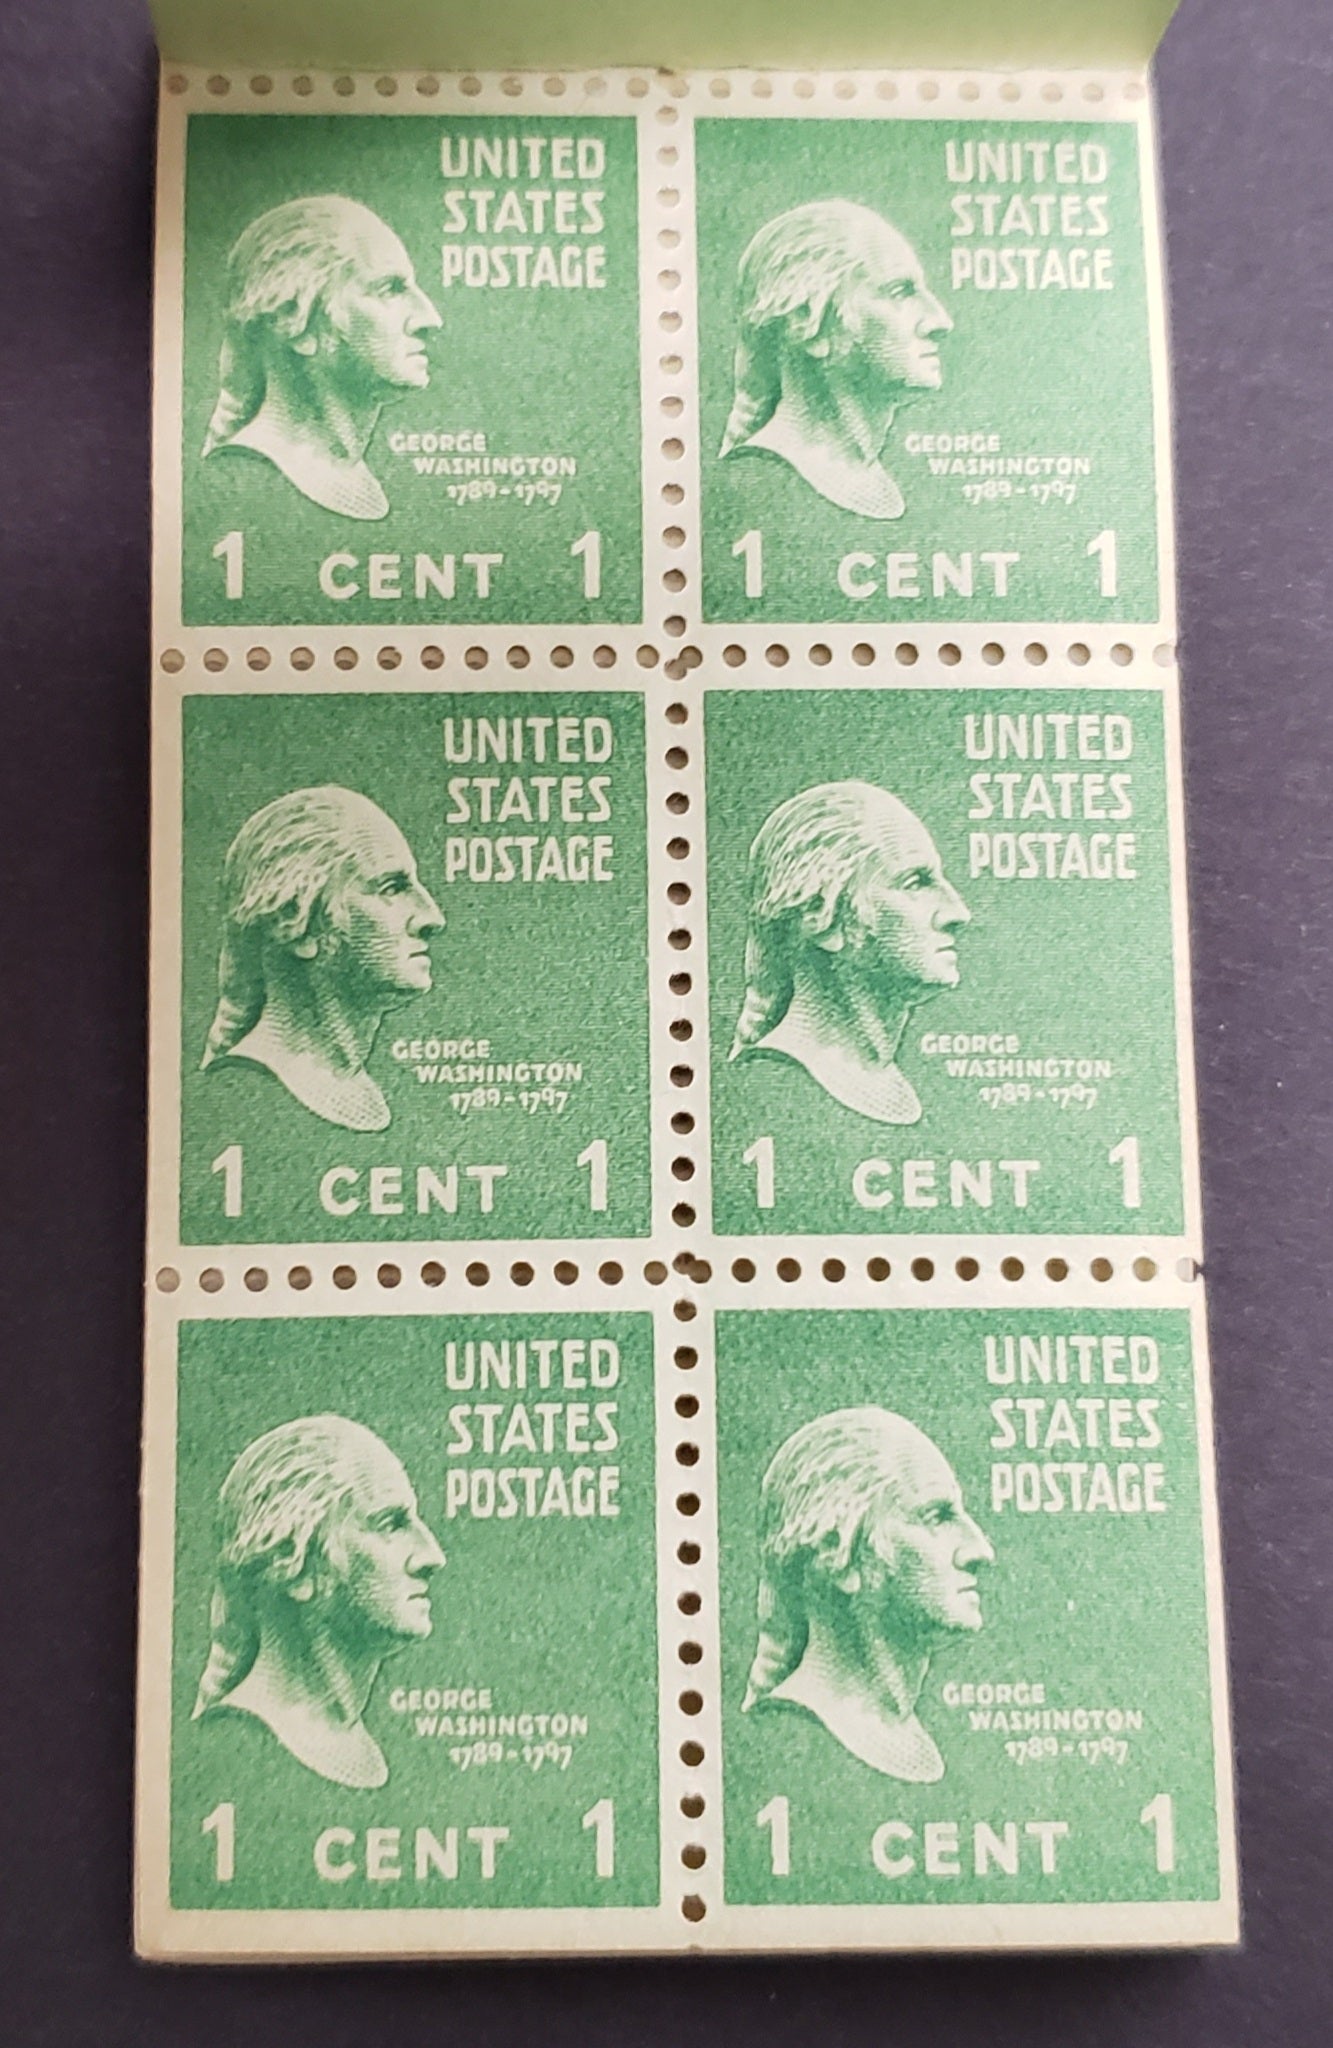 UNITED
STATES
POSTAGE
GEORGE
WASHINGTON
1789-1797
1 CENT 1
UNITED
STATES
POSTAGE
GEORGE
WASHINGTON
1789-1797
1 CENT 1
UNITED
STATES
POSTAGE
GEORGE
WASHINGTON
1789-1797
1 CENT 1
UNITED
STATES
POSTAGE
GEORGE
WASHINGTON
1789-1797
1 CENT 1
UNITED
STATES
POSTAGE
GEORGE
WASHINGTON
1789-1797
1 CENT 1
UNITED
STATES
POSTAGE
GEORGE
WASHINGTON
1789-1797
1 CENT 1